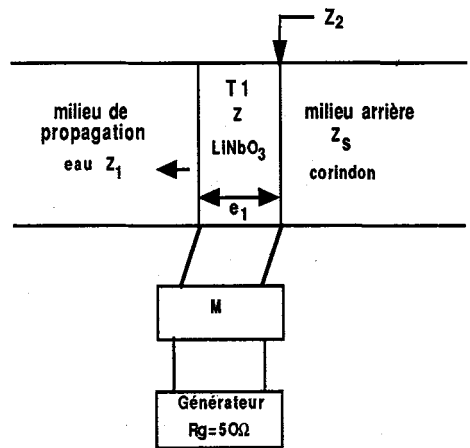 Z2
T1
Z
LiNbO3
milieu de
propagation
eau Z1
milieu arrière
ZS
corindon
e1
M
Générateur
Rg=50Ω